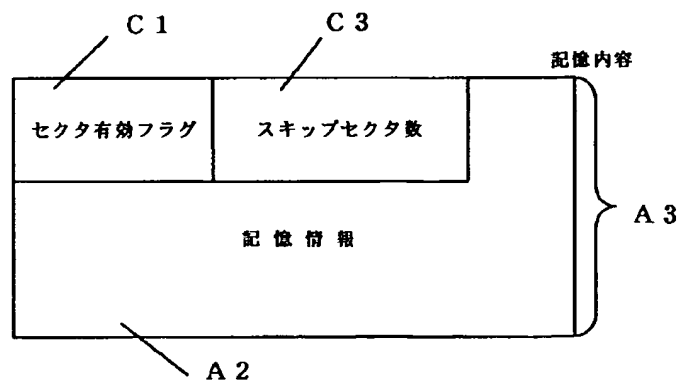 C1
C3
記憶内容
セクタ有効フラグ
スキップセクタ数
A3
記憶情報
A2